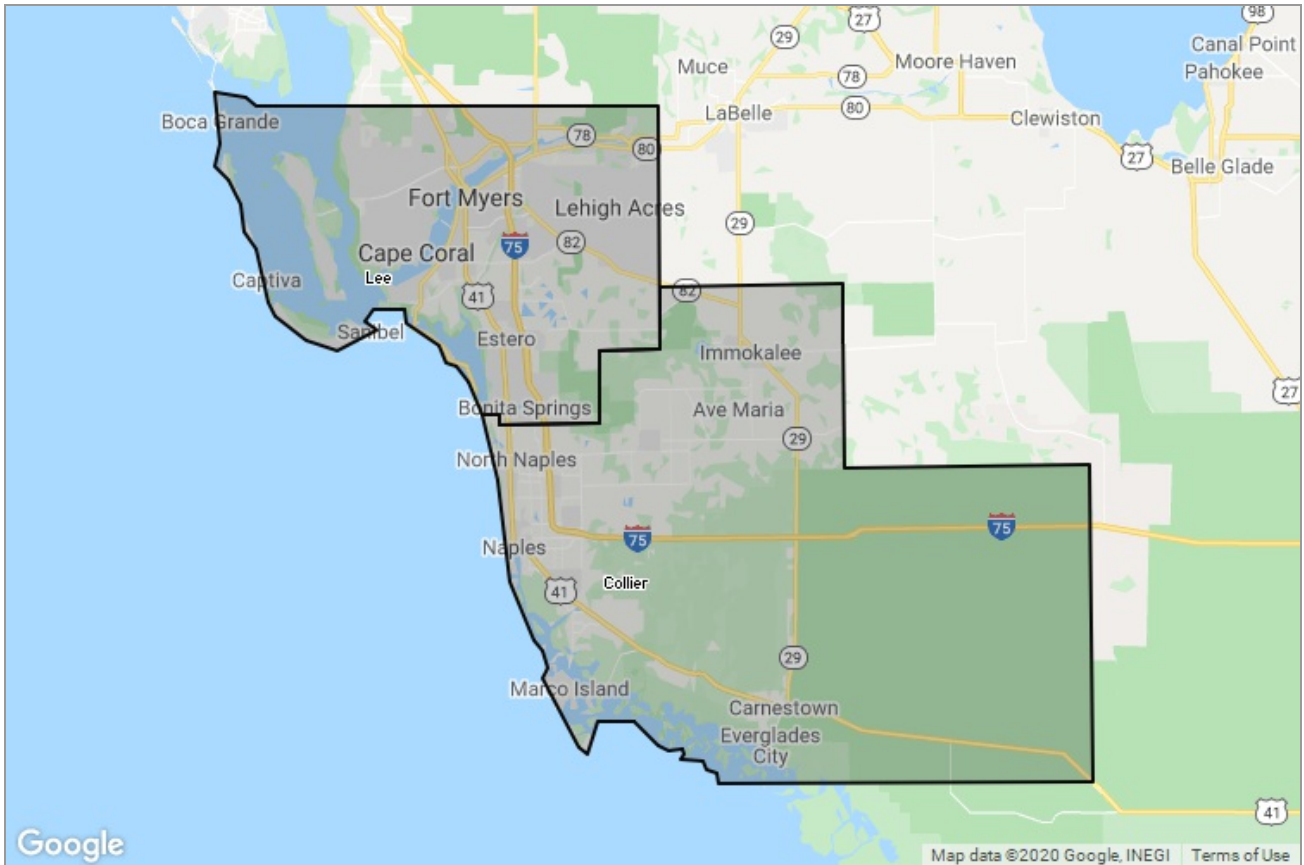 98
27
29
Canal Point
Muce
Moore Haven
Pahokee
78
80
LaBelle
Clewiston
Boca Grande
78
80
27
Belle Glade
Fort Myers
Lehigh Acres
29
82
75
Cape Coral
Lee
Captiva
41
82
Sanibel
Estero
Immokalee
27
Bonita Springs
Ave Maria
29
North Naples
75
75
Naples
Collier
41
29
Marco Island
Carnestown
Everglades
City
41
Google
Map data ©2020 Google, INEGI
Terms of Use